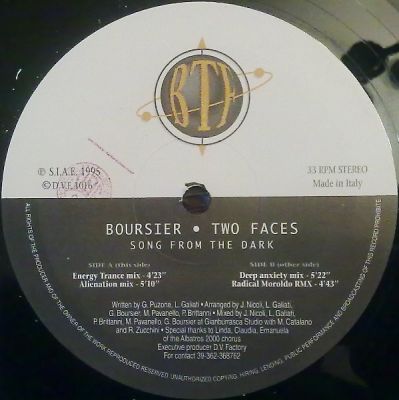 BTF
℗ S.I.A.E. 1995
© D.V.F. 4016
33 RPM STEREO
Made in Italy
BOURSIER • TWO FACES
SONG FROM THE DARK
SIDE A (this side)
Energy Trance mix - 4'23"
Alienation mix - 5'10"
SIDE B (other side)
Deep anxiety mix - 5'22"
Radical Moroldo RMX - 4'43"
Written by G. Puzone, L. Galiati • Arranged by J. Nicoli, L. Galiati,
G. Boursier, M. Pavanello, P. Brittanni • Mixed by J. Nicoli, L. Galiati,
P. Brittanni, M. Pavanello, G. Boursier at Gianburrasca Studio with M. Catalano
and R. Zucchini • Special thanks to Linda, Claudia, Emanuela
of the Albatros 2000 chorus
Executive producer D.V. Factory
For contact 39-362-368762
ALL RIGHTS OF THE PRODUCER AND OF THE OWNER OF THE WORK REPRODUCED RESERVED. UNAUTHORIZED COPYING, HIRING, LENDING, PUBLIC PERFORMANCE AND BROADCASTING OF THIS RECORD PROHIBITED.